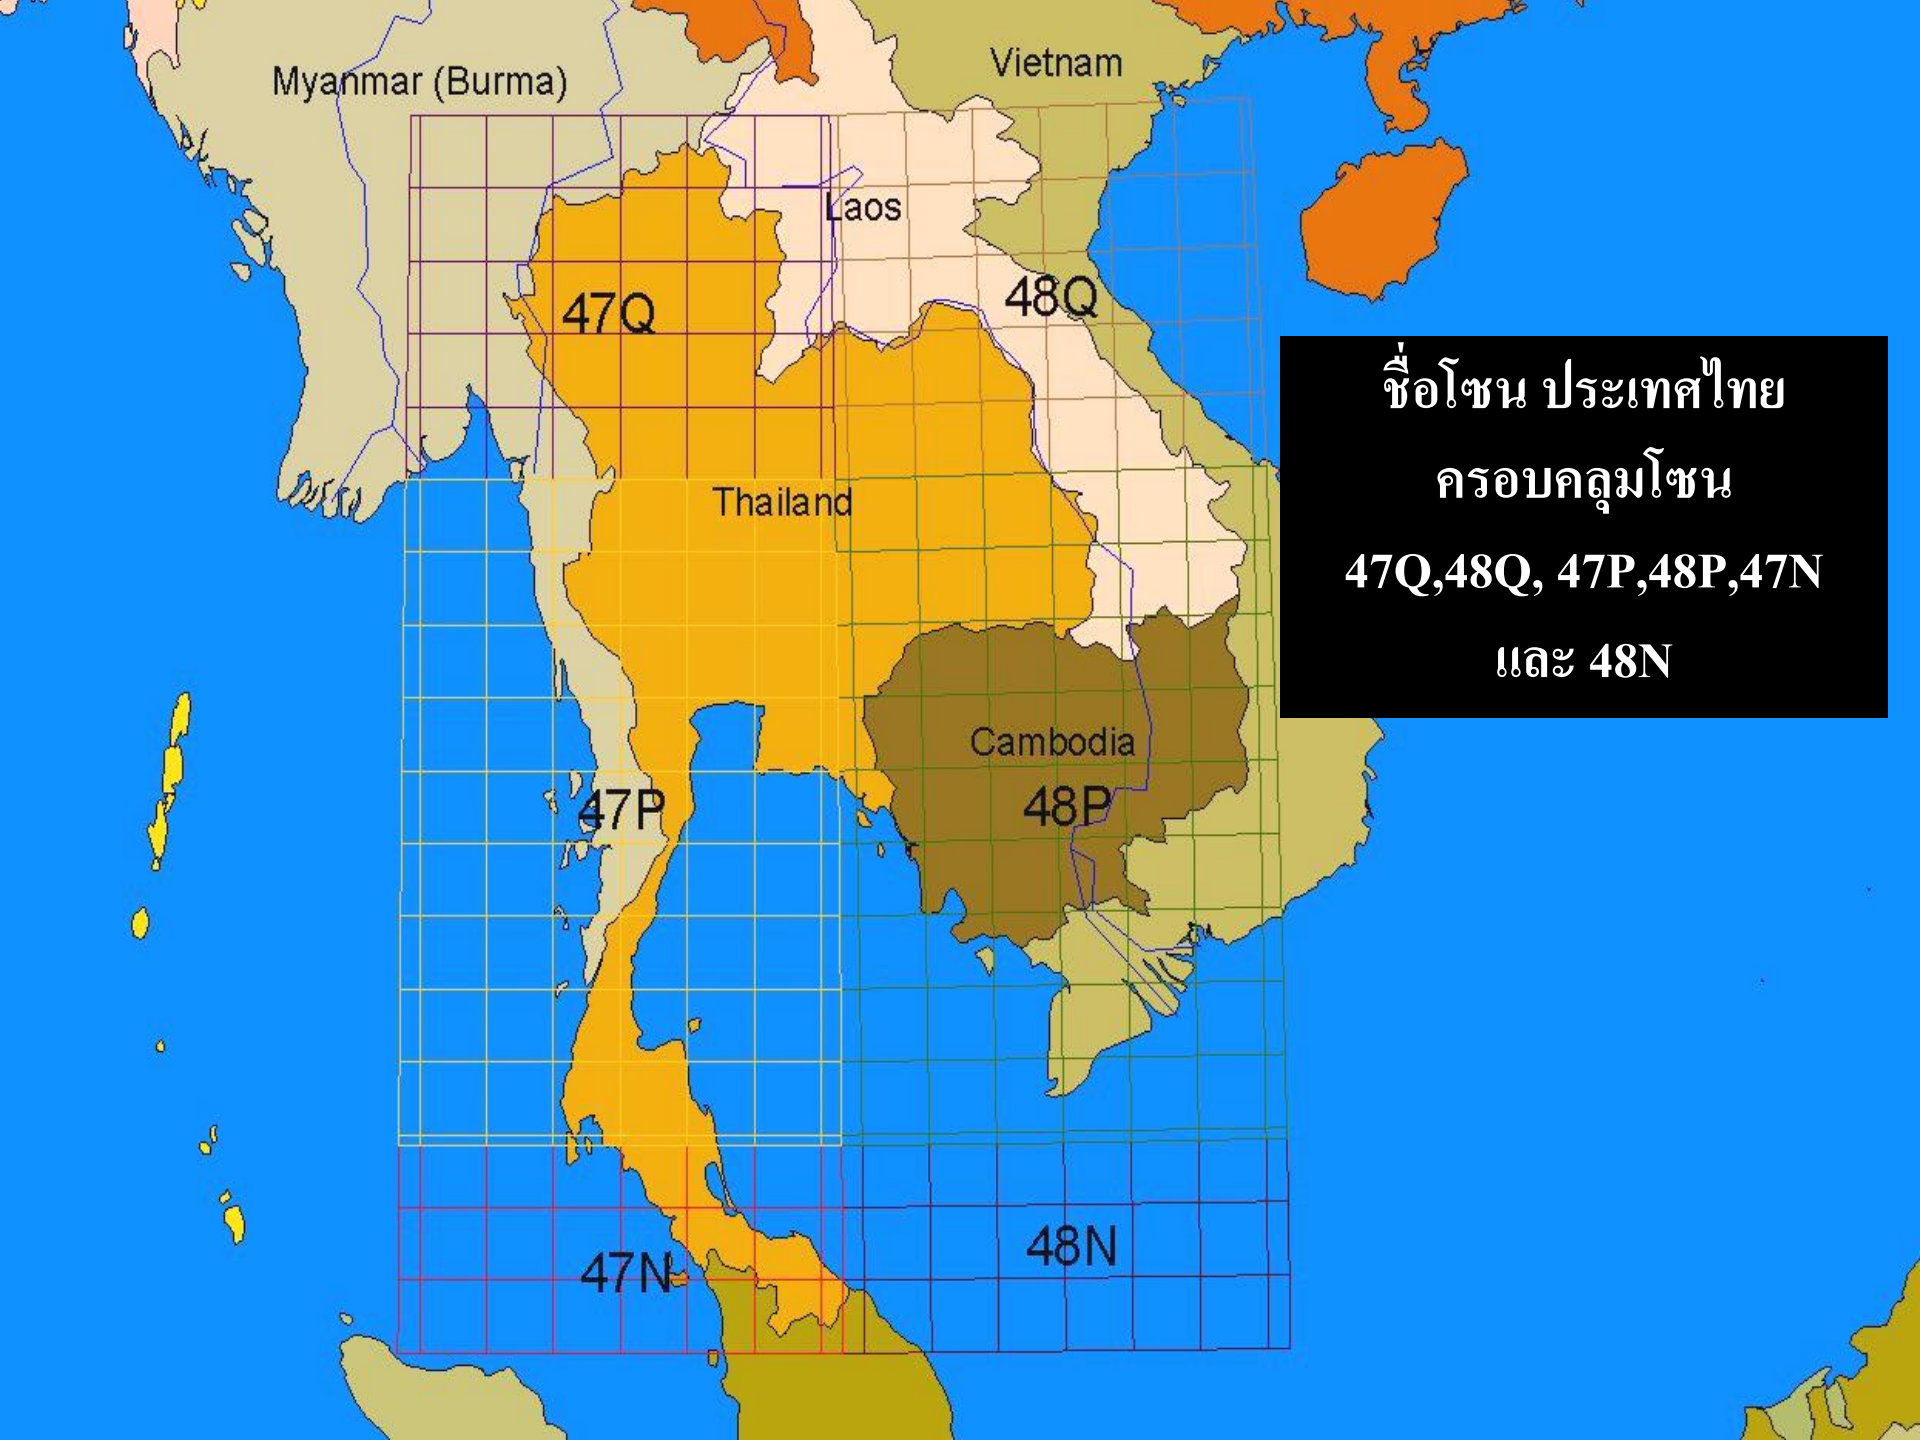 Myanmar (Burma)
Vietnam
Laos
47Q
48Q
ชื่อโซน ประเทศไทย
ครอบคลุมโซน
47Q,48Q, 47P,48P,47N
และ 48N
Thailand
Cambodia
47P
48P
47N
48N